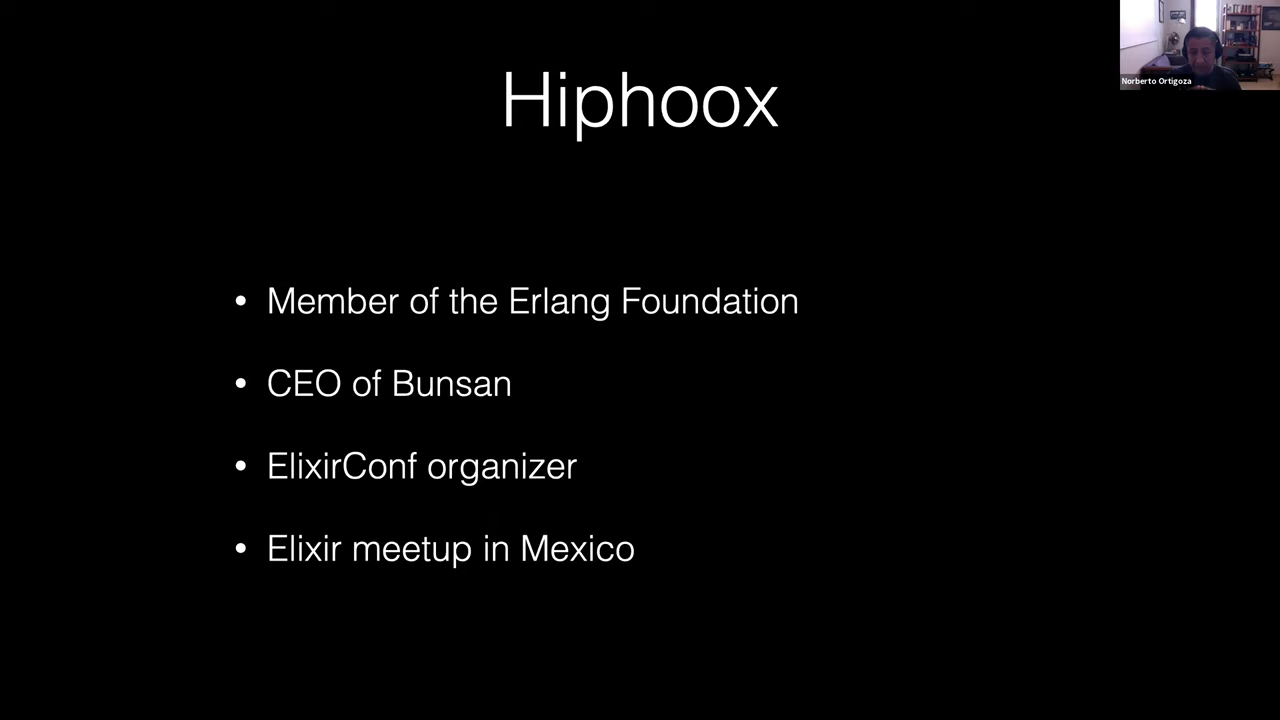 Hiphoox
Norberto Ortigoza
• Member of the Erlang Foundation
• CEO of Bunsan
• ElixirConf organizer
• Elixir meetup in Mexico